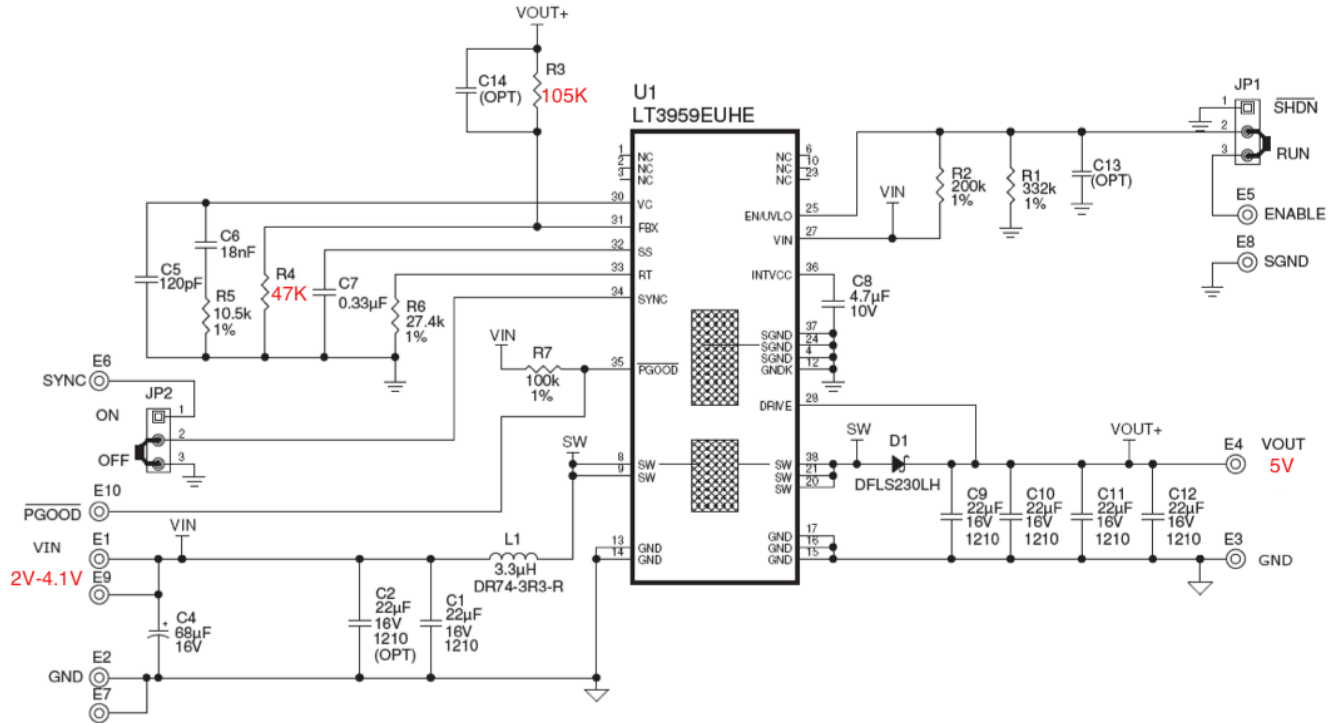 VOUT+
C14
(OPT)
R3
105K
U1
LT3959EUHE
JP1
1
SHDN
2
3
RUN
E5
ENABLE
E8
SGND
R2
200k
1%
R1
332k
1%
C13
(OPT)
VIN
1 NC
2 NC
3 NC
30 VC
31 FBX
32 SS
33 RT
34 SYNC
35 PGOOD
8 SW
9 SW
13 GND
14 GND
NC 6
NC 10
NC 23
EN/UVLO 25
VIN 27
INTVCC 36
SGND 37
SGND 24
SGND 4
GNDK 12
DRIVE 28
SW 38
SW 21
SW 20
GND 17
GND 16
GND 15
C8
4.7µF
10V
C6
18nF
C5
120pF
R5
10.5k
1%
R4
47K
C7
0.33µF
R6
27.4k
1%
VIN
R7
100k
1%
E6
SYNC
JP2
ON
1
2
OFF
3
E10
PGOOD
SW
VIN
E1
VIN
2V-4.1V
E9
L1
3.3µH
DR74-3R3-R
C4
+
68µF
16V
C2
22µF
16V
1210
(OPT)
C1
22µF
16V
1210
E2
GND
E7
SW
D1
DFLS230LH
VOUT+
E4
VOUT
5V
C9
22µF
16V
1210
C10
22µF
16V
1210
C11
22µF
16V
1210
C12
22µF
16V
1210
E3
GND